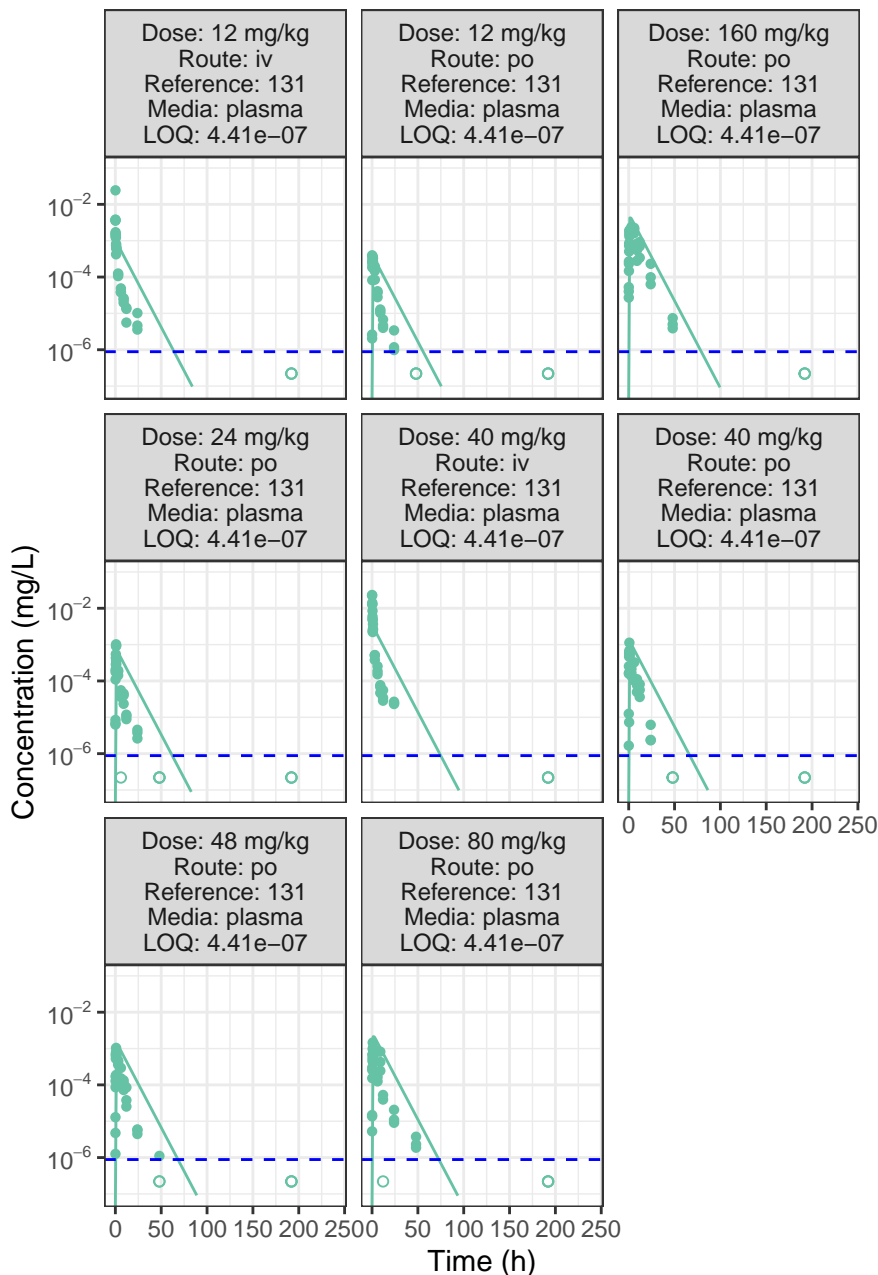 Dose: 12 mg/kg
Route: iv
Reference: 131
Media: plasma
LOQ: 4.41e−07
Dose: 12 mg/kg
Route: po
Reference: 131
Media: plasma
LOQ: 4.41e−07
Dose: 160 mg/kg
Route: po
Reference: 131
Media: plasma
LOQ: 4.41e−07
10⁻²
10⁻⁴
10⁻⁶
Dose: 24 mg/kg
Route: po
Reference: 131
Media: plasma
LOQ: 4.41e−07
Dose: 40 mg/kg
Route: iv
Reference: 131
Media: plasma
LOQ: 4.41e−07
Dose: 40 mg/kg
Route: po
Reference: 131
Media: plasma
LOQ: 4.41e−07
10⁻²
10⁻⁴
10⁻⁶
0 50 100 150 200 250
Dose: 48 mg/kg
Route: po
Reference: 131
Media: plasma
LOQ: 4.41e−07
Dose: 80 mg/kg
Route: po
Reference: 131
Media: plasma
LOQ: 4.41e−07
10⁻²
10⁻⁴
10⁻⁶
0 50 100 150 200 250
0 50 100 150 200 250
Time (h)
Concentration (mg/L)